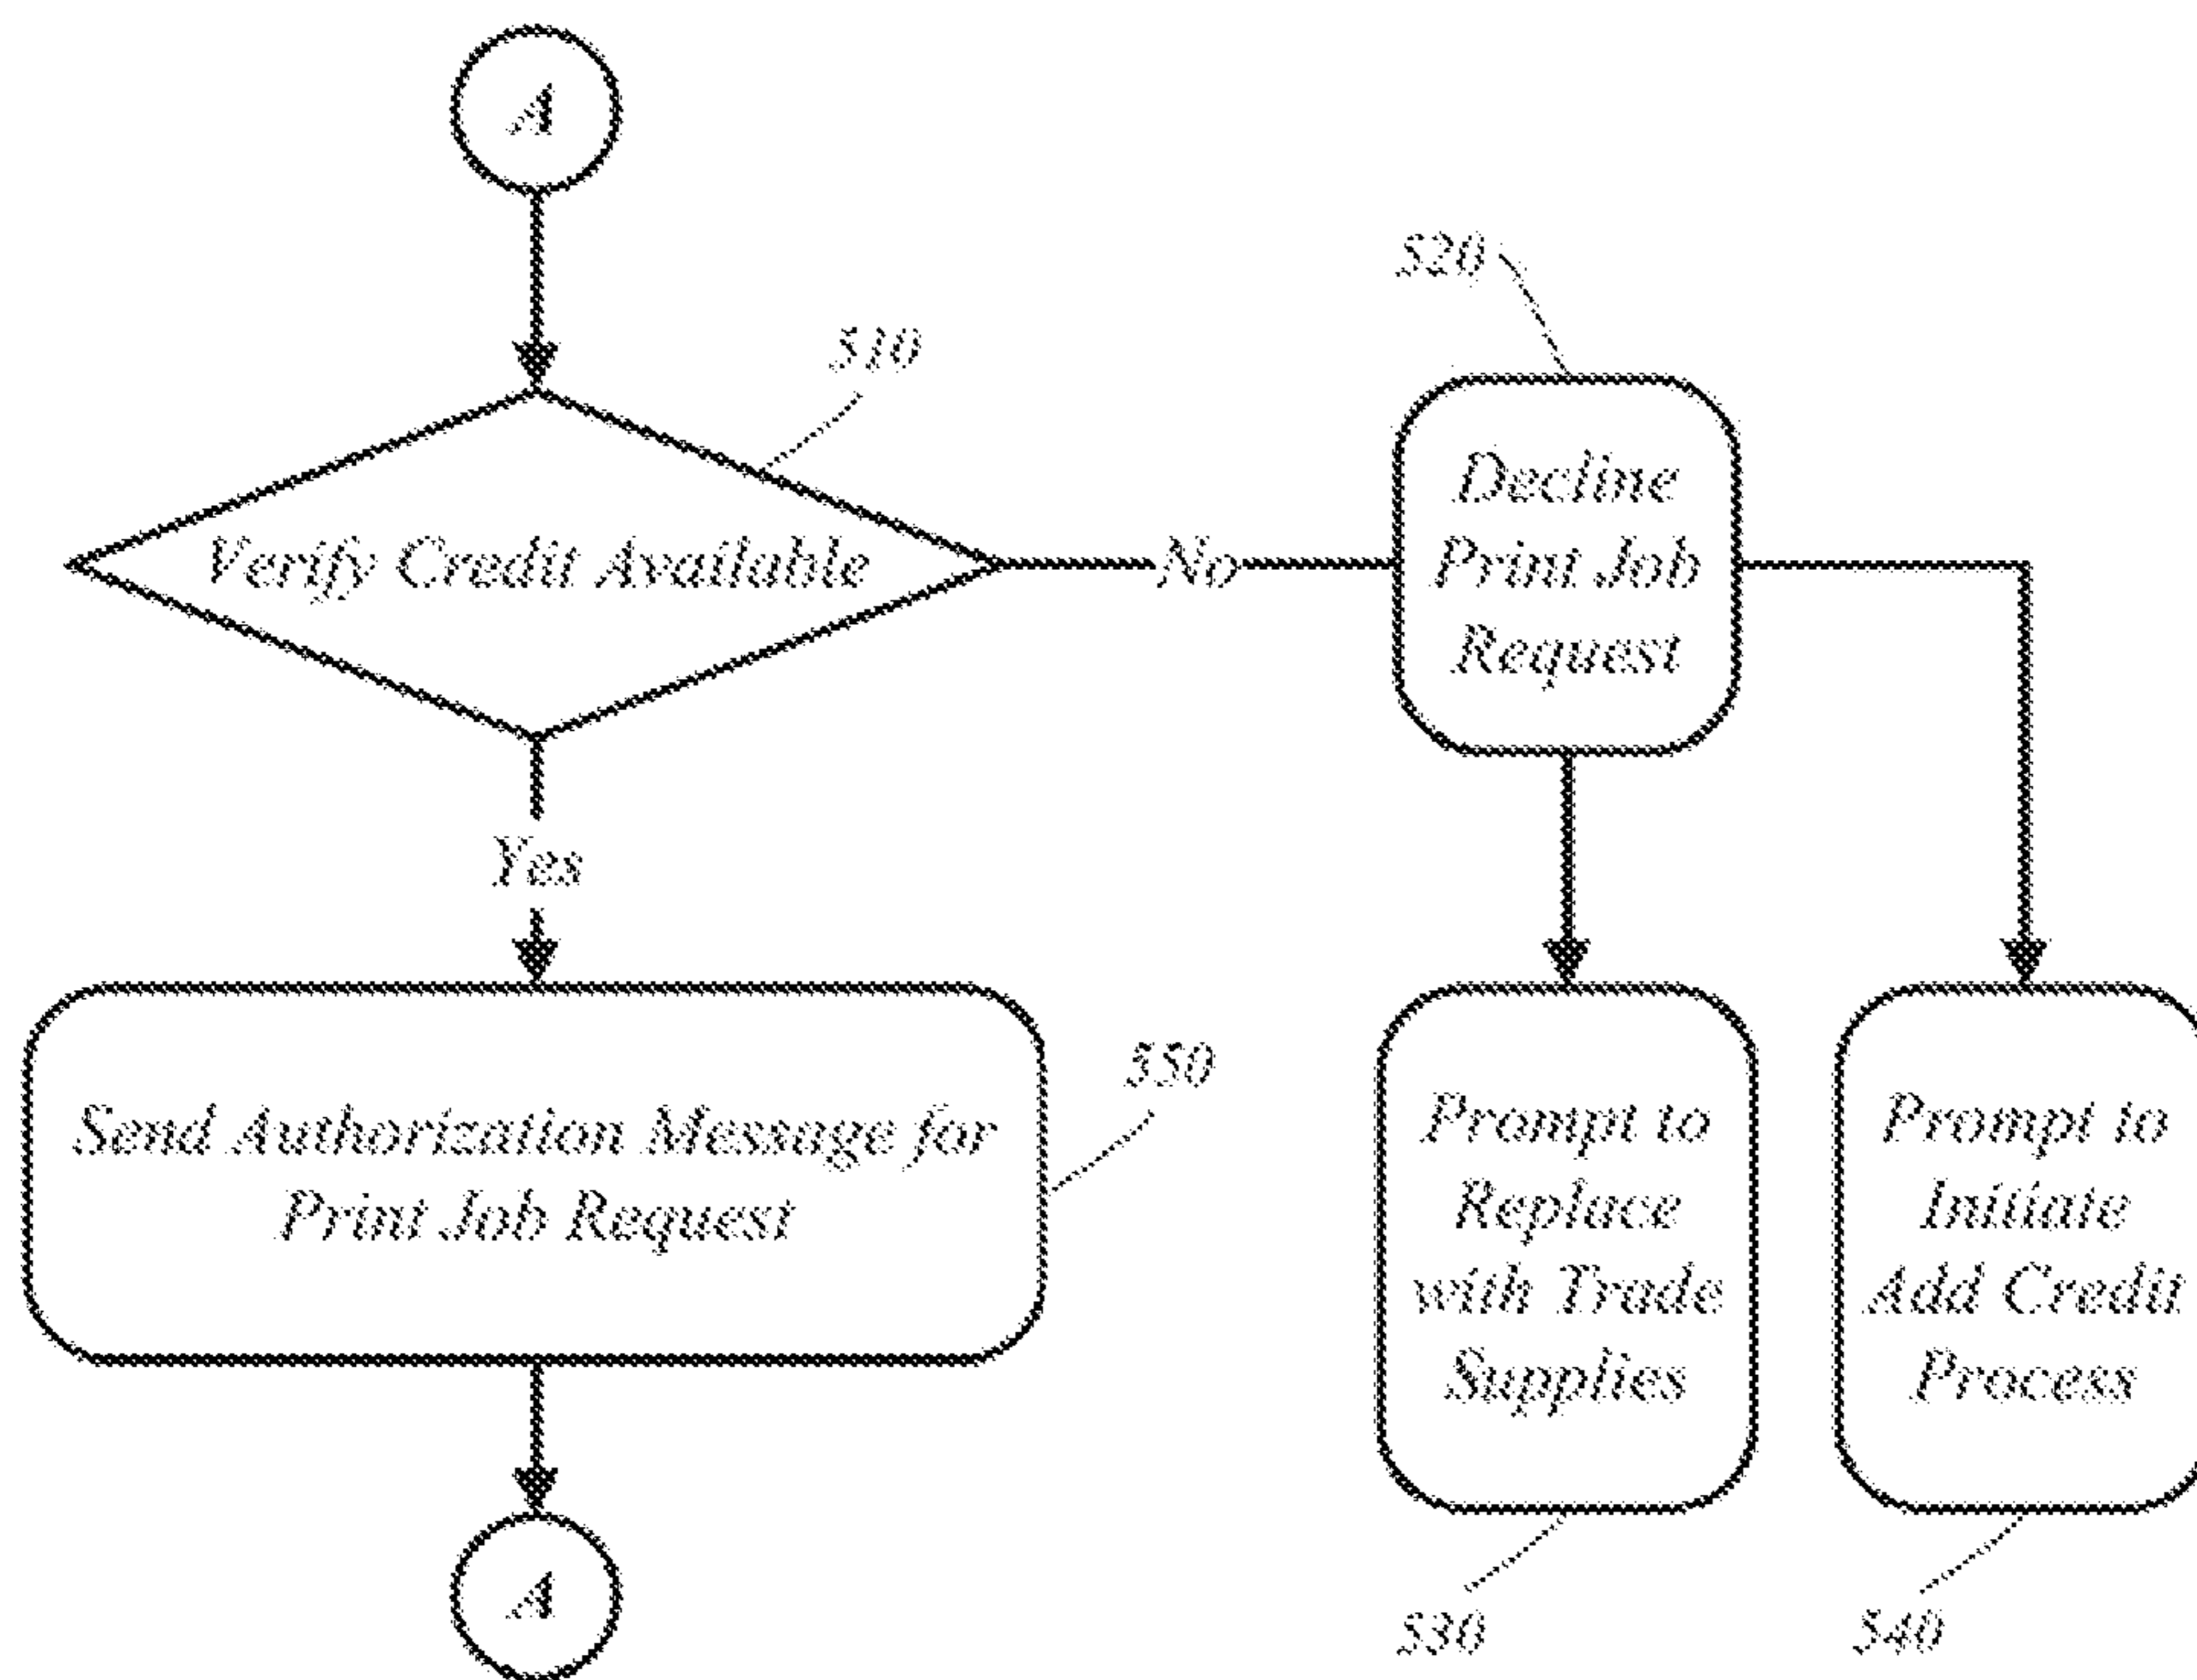 A
520
510
Decline
Print Job
Request
Verify Credit Available
No
Yes
550
Send Authorization Message for
Print Job Request
Prompt to
Replace
with Trade
Supplies
Prompt to
Initiate
Add Credit
Process
A
530
540